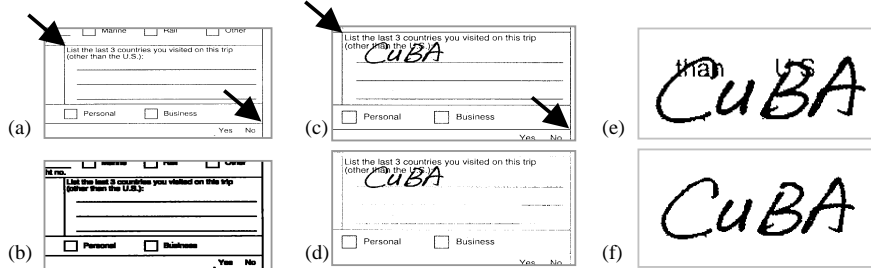 Marine Rail Other
List the last 3 countries you visited on this trip
(other than the U.S.):
Personal Business
Yes No
(a)
ht no.
List the last 3 countries you visited on this trip
(other than the U.S.):
Personal Business
Yes No
(b)
List the last 3 countries you visited on this trip
(other than the U.S.):
CuBA
Personal Business
Yes No
(c)
List the last 3 countries you visited on this trip
(other than the U.S.):
CuBA
Personal Business
Yes No
(d)
than U S
CuBA
(e)
CuBA
(f)